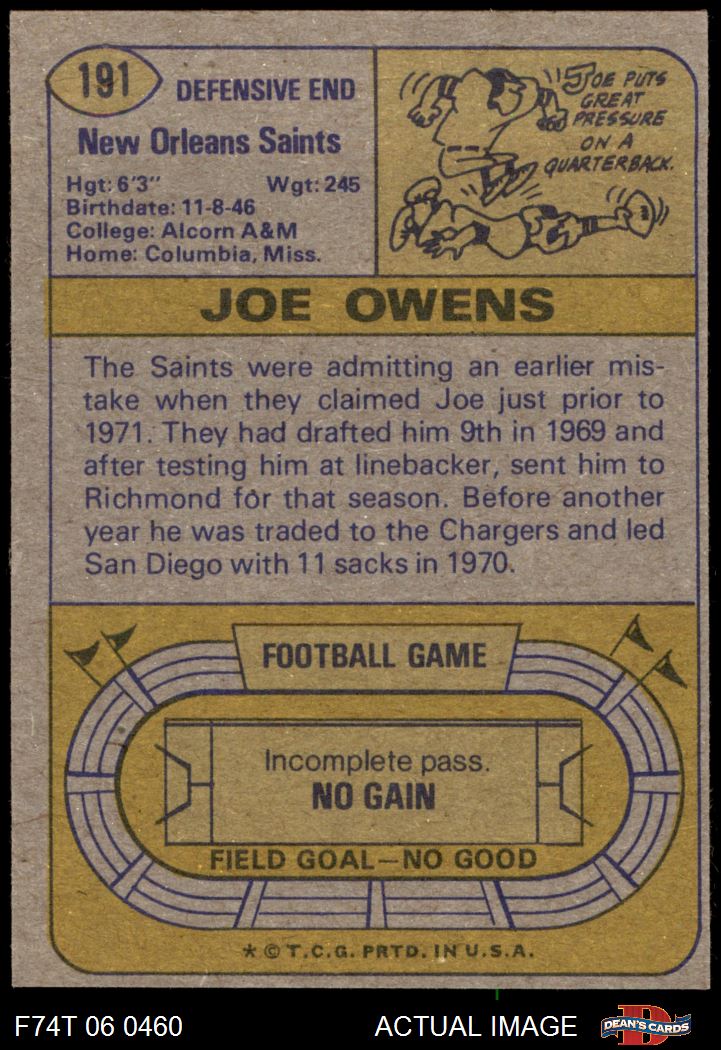 191
DEFENSIVE END
New Orleans Saints
Hgt: 6'3" Wgt: 245
Birthdate: 11-8-46
College: Alcorn A&M
Home: Columbia, Miss.
JOE PUTS
GREAT
PRESSURE
ON A
QUARTERBACK.
JOE OWENS
The Saints were admitting an earlier mis-
take when they claimed Joe just prior to
1971. They had drafted him 9th in 1969 and
after testing him at linebacker, sent him to
Richmond for that season. Before another
year he was traded to the Chargers and led
San Diego with 11 sacks in 1970.
FOOTBALL GAME
Incomplete pass.
NO GAIN
FIELD GOAL—NO GOOD
* © T.C.G. PRTD. IN U.S.A.
F74T 06 0460 ACTUAL IMAGE D DEAN'S CARDS